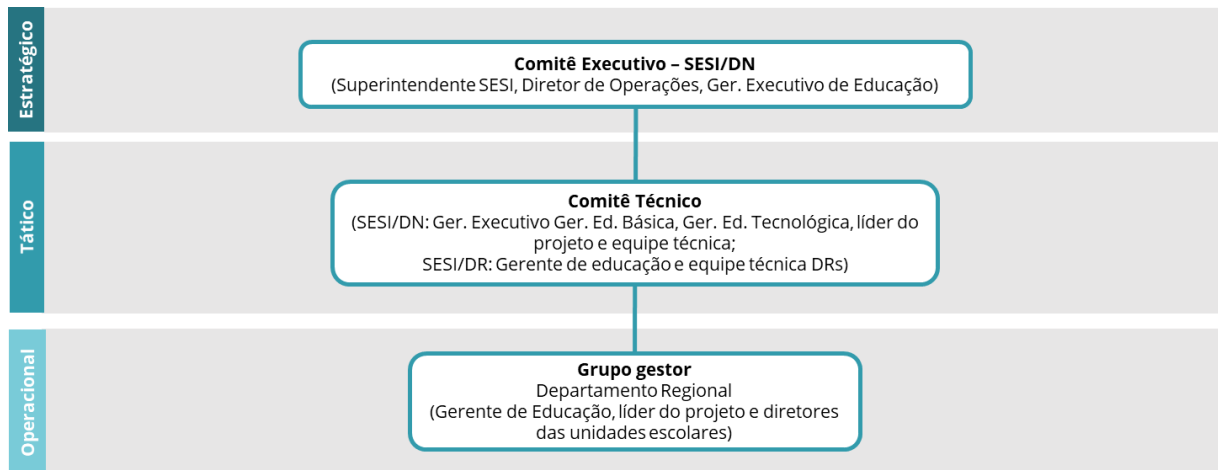 Estratégico
Comitê Executivo – SESI/DN
(Superintendente SESI, Diretor de Operações, Ger. Executivo de Educação)
Tático
Comitê Técnico
(SESI/DN: Ger. Executivo Ger. Ed. Básica, Ger. Ed. Tecnológica, líder do
projeto e equipe técnica;
SESI/DR: Gerente de educação e equipe técnica DRs)
Operacional
Grupo gestor
Departamento Regional
(Gerente de Educação, líder do projeto e diretores
das unidades escolares)